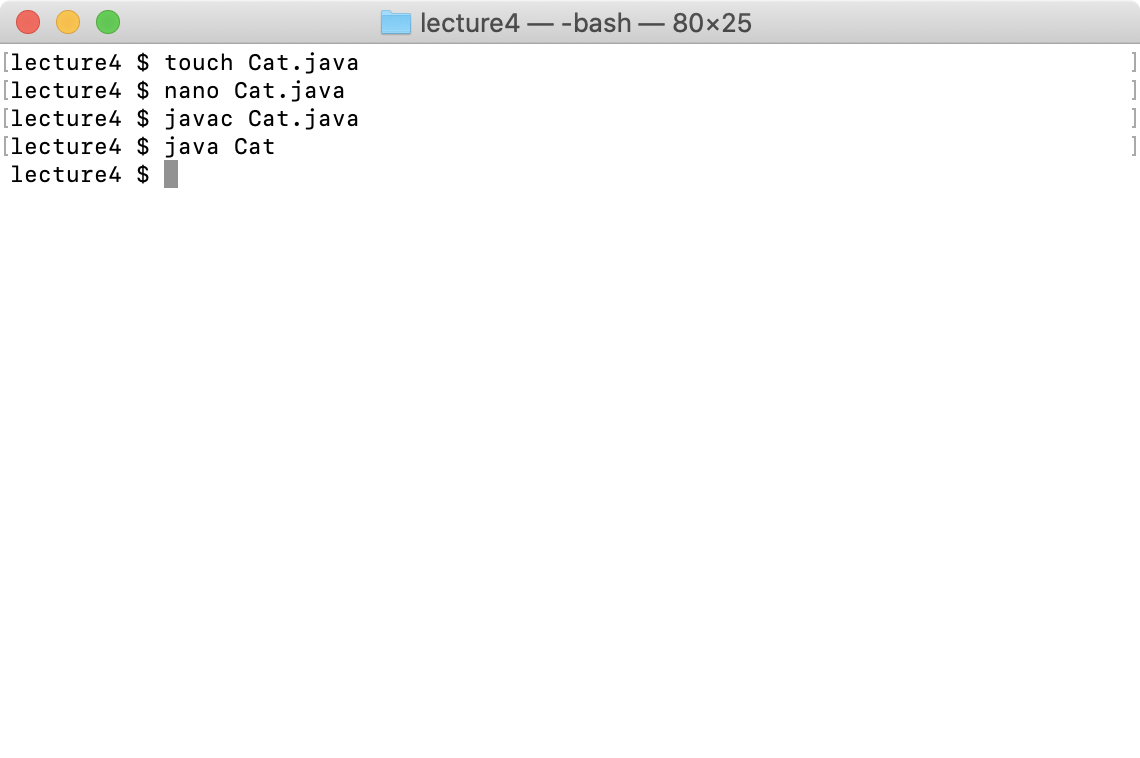 lecture4 — -bash — 80×25
[lecture4 $ touch Cat.java ]
[lecture4 $ nano Cat.java ]
[lecture4 $ javac Cat.java ]
[lecture4 $ java Cat ]
lecture4 $